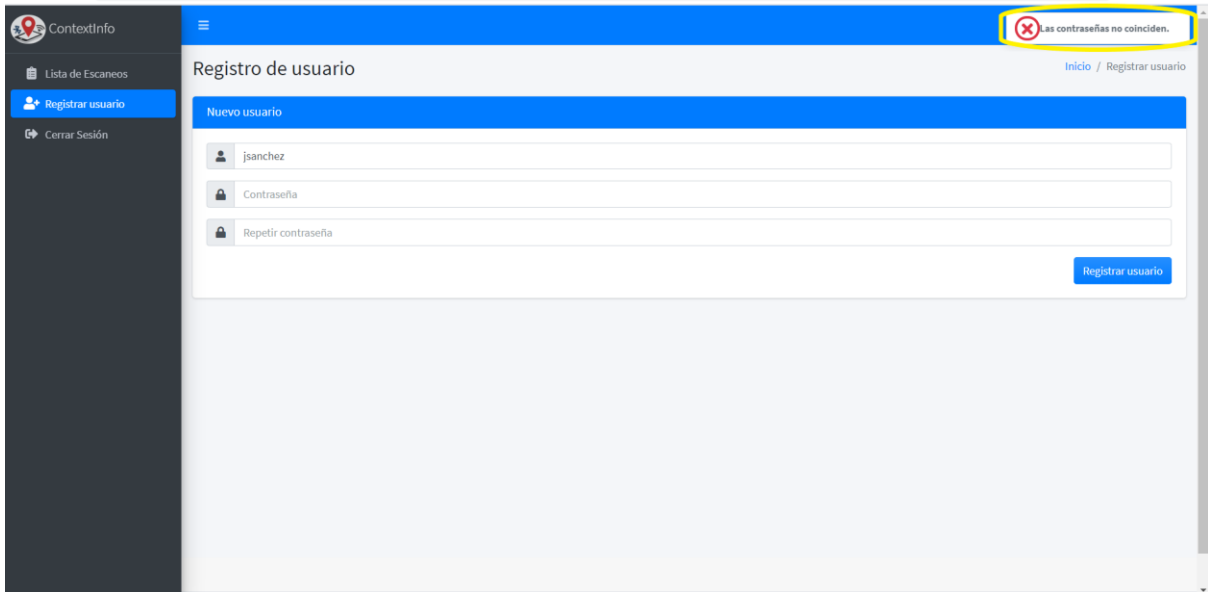 ContextInfo
Las contraseñas no coinciden.
Lista de Escaneos
Registrar usuario
Cerrar Sesión
Registro de usuario
Inicio / Registrar usuario
Nuevo usuario
jsanchez
Contraseña
Repetir contraseña
Registrar usuario